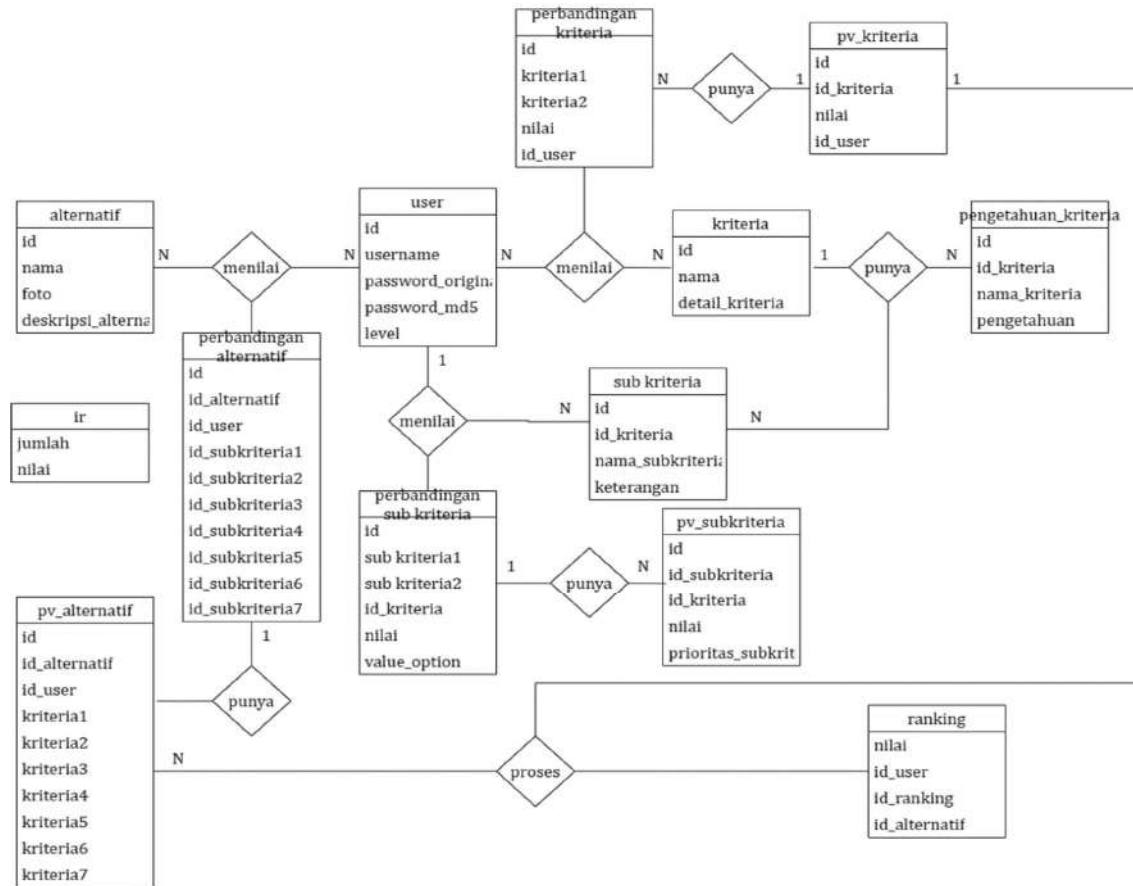 perbandingan
kriteria
id
kriteria1
kriteria2
nilai
id_user
N
punya
1
pv_kriteria
id
id_kriteria
nilai
id_user
1
alternatif
id
nama
foto
deskripsi_alterna
N
menilai
N
user
id
username
password_origina
password_md5
level
N
menilai
N
kriteria
id
nama
detail_kriteria
1
punya
N
pengetahuan_kriteria
id
id_kriteria
nama_kriteria
pengetahuan
perbandingan
alternatif
id
id_alternatif
id_user
id_subkriteria1
id_subkriteria2
id_subkriteria3
id_subkriteria4
id_subkriteria5
id_subkriteria6
id_subkriteria7
1
menilai
N
sub kriteria
id
id_kriteria
nama_subkriteria
keterangan
N
ir
jumlah
nilai
perbandingan
sub kriteria
id
sub kriteria1
sub kriteria2
id_kriteria
nilai
value_option
1
punya
N
pv_subkriteria
id
id_subkriteria
id_kriteria
nilai
prioritas_subkrit
pv_alternatif
id
id_alternatif
id_user
kriteria1
kriteria2
kriteria3
kriteria4
kriteria5
kriteria6
kriteria7
1
punya
N
proses
ranking
nilai
id_user
id_ranking
id_alternatif